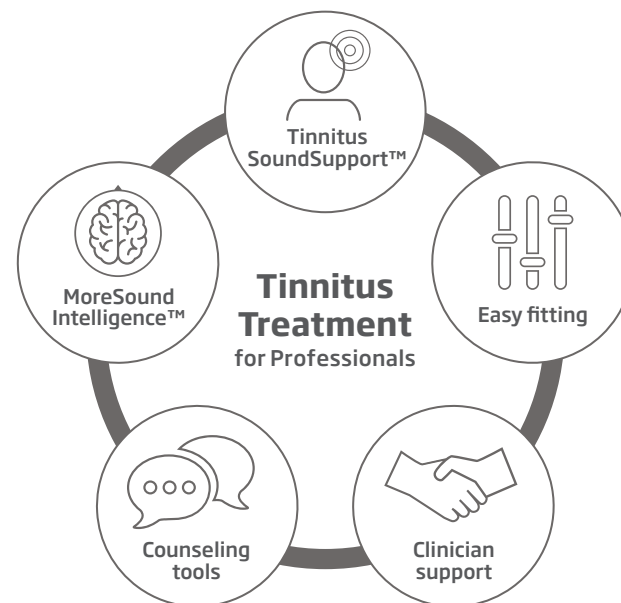 Tinnitus
SoundSupport™
MoreSound
Intelligence™
Tinnitus
Treatment
for Professionals
Easy fitting
Counseling
tools
Clinician
support